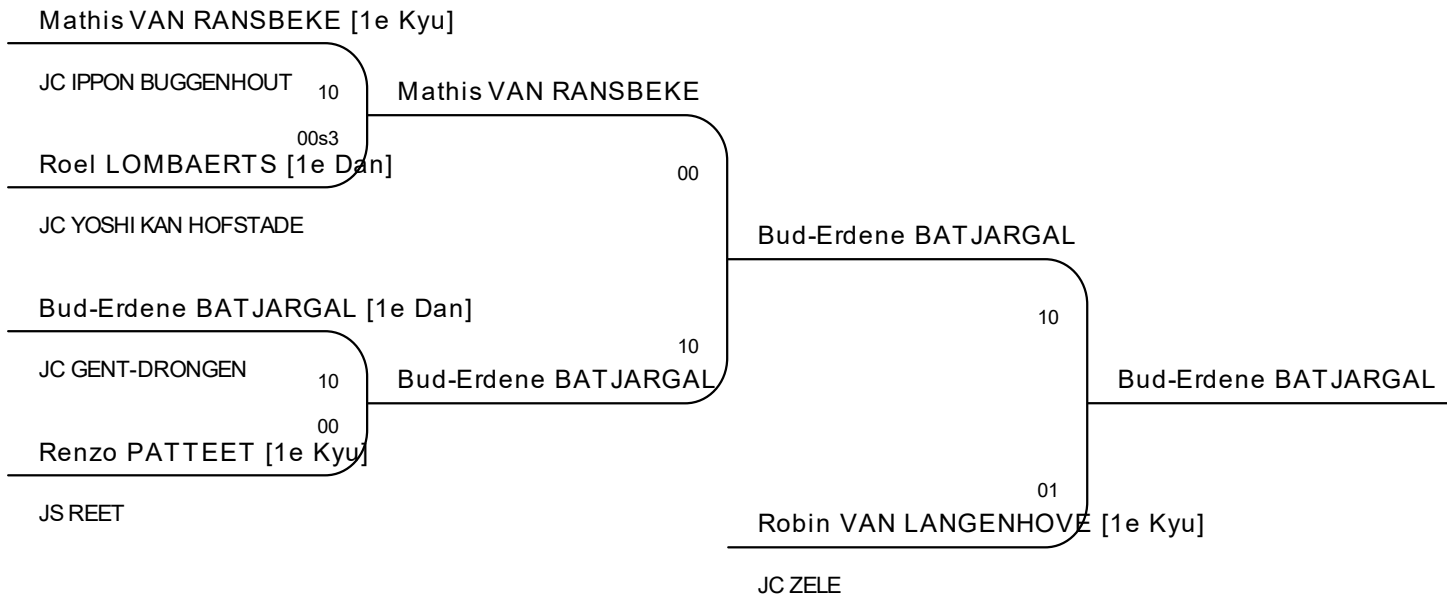 Mathis VAN RANSBEKE [1e Kyu]
JC IPPON BUGGENHOUT
10
00s3
Roel LOMBAERTS [1e Dan]
JC YOSHI KAN HOFSTADE
Bud-Erdene BATJARGAL [1e Dan]
JC GENT-DRONGEN
10
00
Renzo PATTEET [1e Kyu]
JS REET
Mathis VAN RANSBEKE
00
10
Bud-Erdene BATJARGAL
Bud-Erdene BATJARGAL
10
01
Robin VAN LANGENHOVE [1e Kyu]
JC ZELE
Bud-Erdene BATJARGAL